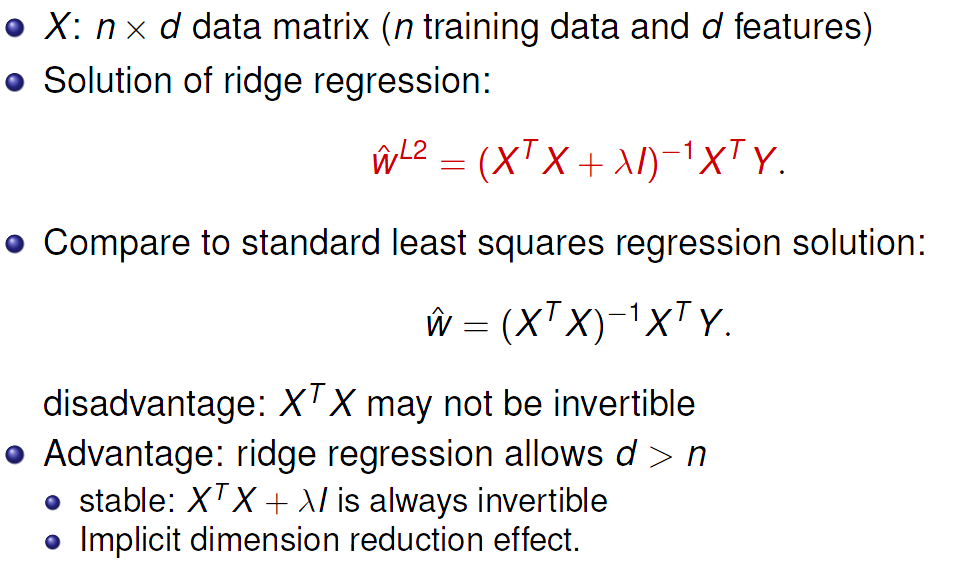 X: n × d data matrix (n training data and d features)
Solution of ridge regression:
ŵ^{L2} = (X^T X + λI)^{−1} X^T Y.
Compare to standard least squares regression solution:
ŵ = (X^T X)^{−1} X^T Y.
disadvantage: X^T X may not be invertible
Advantage: ridge regression allows d > n
stable: X^T X + λI is always invertible
Implicit dimension reduction effect.